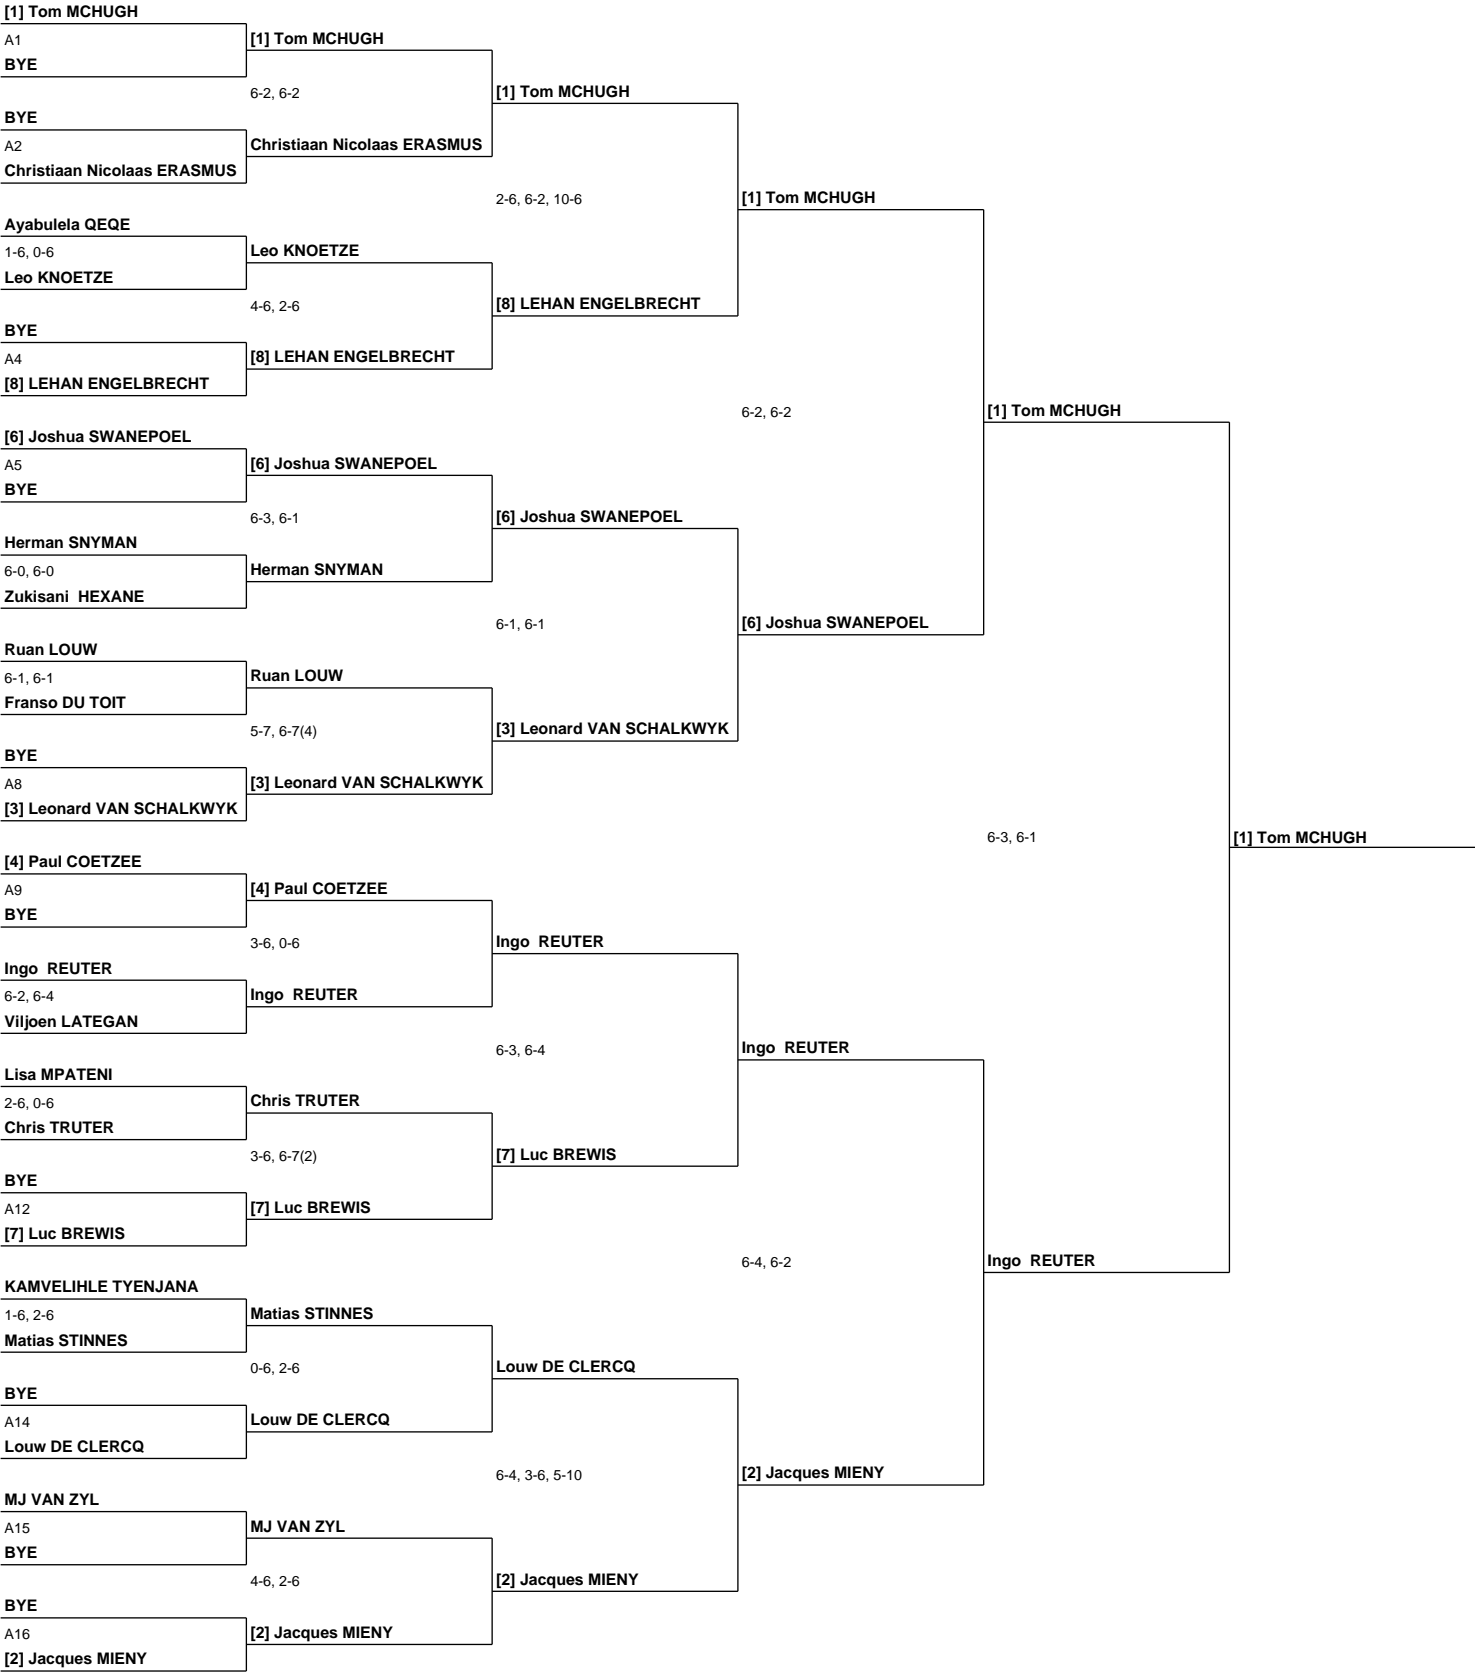 [1] Tom MCHUGH
A1
BYE
BYE
A2
Christiaan Nicolaas ERASMUS
Ayabulela QEQE
1-6, 0-6
Leo KNOETZE
BYE
A4
[8] LEHAN ENGELBRECHT
[6] Joshua SWANEPOEL
A5
BYE
Herman SNYMAN
6-0, 6-0
Zukisani HEXANE
Ruan LOUW
6-1, 6-1
Franso DU TOIT
BYE
A8
[3] Leonard VAN SCHALKWYK
[4] Paul COETZEE
A9
BYE
Ingo REUTER
6-2, 6-4
Viljoen LATEGAN
Lisa MPATENI
2-6, 0-6
Chris TRUTER
BYE
A12
[7] Luc BREWIS
KAMVELIHLE TYENJANA
1-6, 2-6
Matias STINNES
BYE
A14
Louw DE CLERCQ
MJ VAN ZYL
A15
BYE
BYE
A16
[2] Jacques MIENY
[1] Tom MCHUGH
6-2, 6-2
Christiaan Nicolaas ERASMUS
Leo KNOETZE
4-6, 2-6
[8] LEHAN ENGELBRECHT
[6] Joshua SWANEPOEL
6-3, 6-1
Herman SNYMAN
Ruan LOUW
5-7, 6-7(4)
[3] Leonard VAN SCHALKWYK
[4] Paul COETZEE
3-6, 0-6
Ingo REUTER
Chris TRUTER
3-6, 6-7(2)
[7] Luc BREWIS
Matias STINNES
0-6, 2-6
Louw DE CLERCQ
MJ VAN ZYL
4-6, 2-6
[2] Jacques MIENY
[1] Tom MCHUGH
2-6, 6-2, 10-6
[8] LEHAN ENGELBRECHT
[6] Joshua SWANEPOEL
6-1, 6-1
[3] Leonard VAN SCHALKWYK
Ingo REUTER
6-3, 6-4
[7] Luc BREWIS
Louw DE CLERCQ
6-4, 3-6, 5-10
[2] Jacques MIENY
[1] Tom MCHUGH
6-2, 6-2
[6] Joshua SWANEPOEL
Ingo REUTER
6-4, 6-2
[2] Jacques MIENY
[1] Tom MCHUGH
6-3, 6-1
Ingo REUTER
[1] Tom MCHUGH